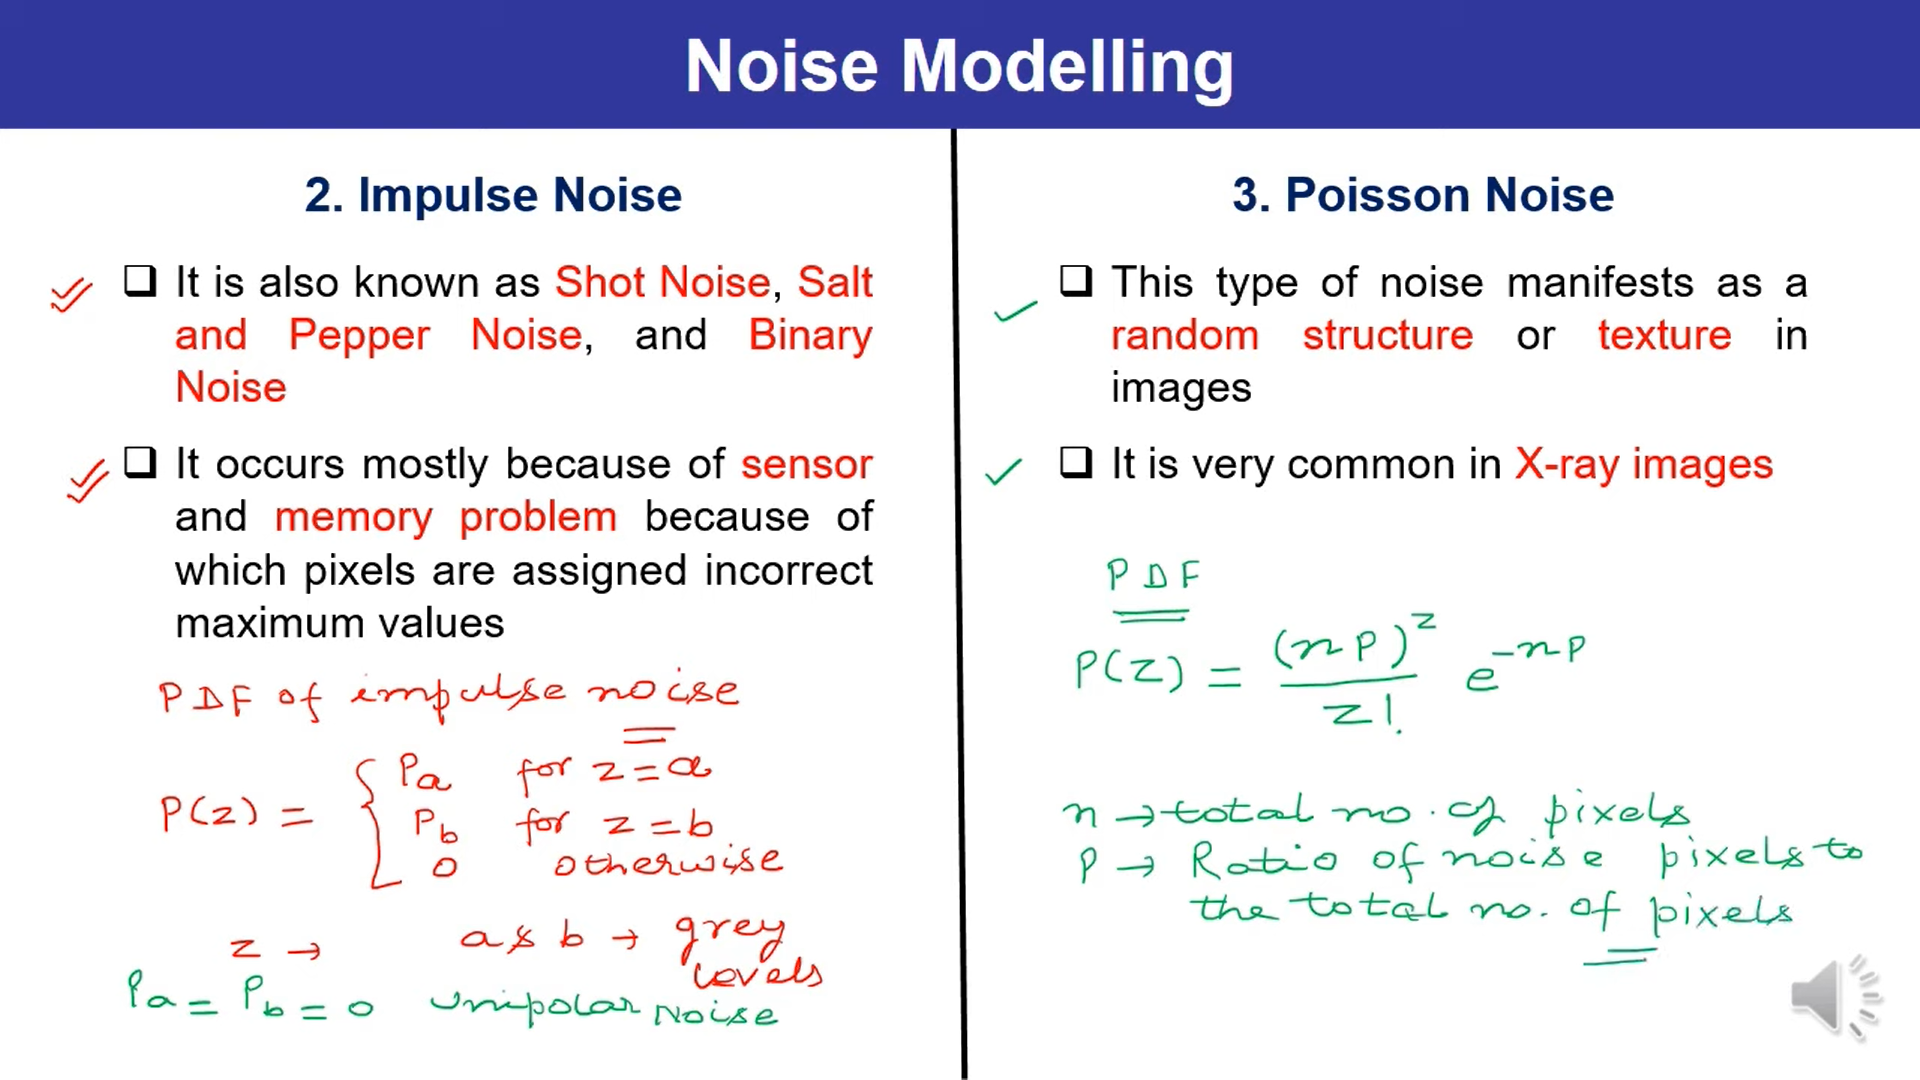 Noise Modelling
2. Impulse Noise
It is also known as Shot Noise, Salt
and Pepper Noise, and Binary
Noise
It occurs mostly because of sensor
and memory problem because of
which pixels are assigned incorrect
maximum values
PDF of impulse noise
P(z) = { Pa for z = a
Pb for z = b
0 otherwise
z → a & b → grey
levels
Pa = Pb = 0 unipolar Noise
3. Poisson Noise
This type of noise manifests as a
random structure or texture in
images
It is very common in X-ray images
PDF
P(z) = (np)^z / z! e^-np
n → total no. of pixels
P → Ratio of noise pixels to
the total no. of pixels